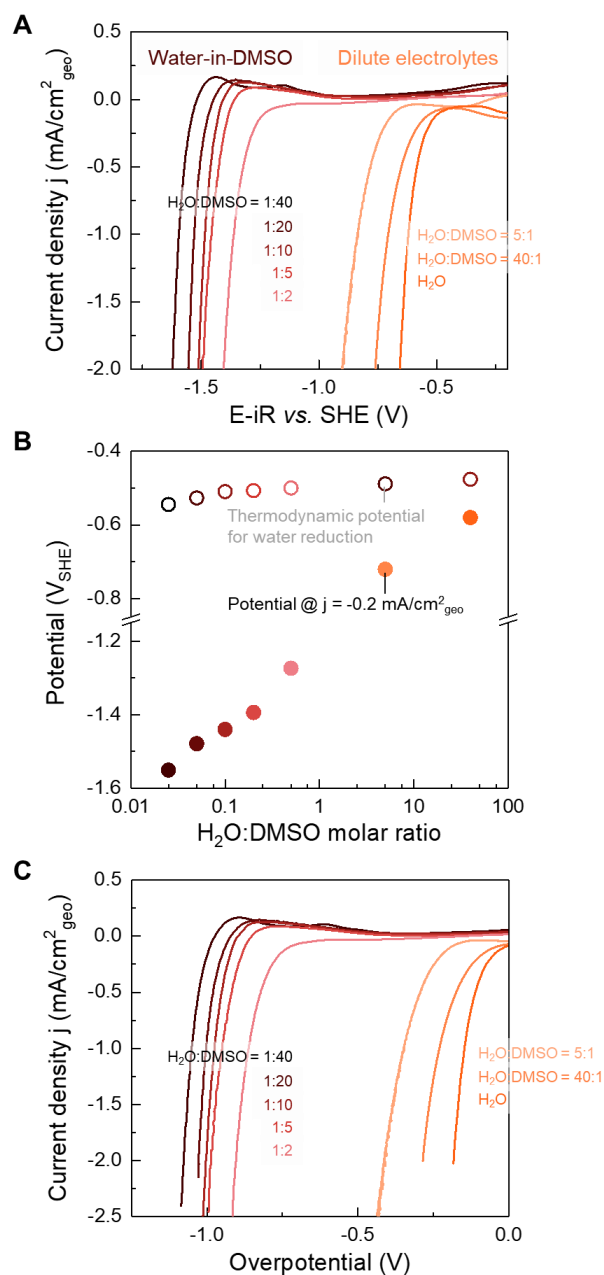 A
0.5
0.0
-0.5
-1.0
-1.5
-2.0
Current density j (mA/cm²geo)
Water-in-DMSO
Dilute electrolytes
H₂O:DMSO = 1:40
1:20
1:10
1:5
1:2
H₂O:DMSO = 5:1
H₂O:DMSO = 40:1
H₂O
-1.5
-1.0
-0.5
E-iR vs. SHE (V)
B
-0.4
-0.6
-0.8
-1.2
-1.4
-1.6
Potential (V_SHE)
Thermodynamic potential
for water reduction
Potential @ j = -0.2 mA/cm²geo
0.01
0.1
1
10
100
H₂O:DMSO molar ratio
C
0.5
0.0
-0.5
-1.0
-1.5
-2.0
-2.5
Current density j (mA/cm²geo)
H₂O:DMSO = 1:40
1:20
1:10
1:5
1:2
H₂O:DMSO = 5:1
H₂O:DMSO = 40:1
H₂O
-1.0
-0.5
0.0
Overpotential (V)